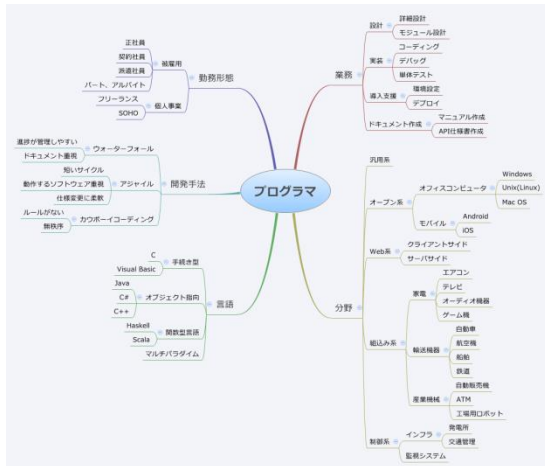 プログラマ
業務
設計
詳細設計
モジュール設計
実装
コーディング
デバッグ
単体テスト
導入支援
環境設定
デプロイ
ドキュメント作成
マニュアル作成
API仕様書作成
分野
汎用系
オープン系
オフィスコンピュータ
Windows
Unix(Linux)
Mac OS
モバイル
Android
iOS
Web系
クライアントサイド
サーバサイド
組込み系
家電
エアコン
テレビ
オーディオ機器
ゲーム機
輸送機器
自動車
航空機
船舶
鉄道
産業機械
自動販売機
ATM
工場用ロボット
制御系
インフラ
発電所
交通管理
監視システム
勤務形態
被雇用
正社員
契約社員
派遣社員
パート、アルバイト
個人事業
フリーランス
SOHO
開発手法
ウォーターフォール
進捗が管理しやすい
ドキュメント重視
アジャイル
短いサイクル
動作するソフトウェア重視
仕様変更に柔軟
カウボーイコーディング
ルールがない
無秩序
言語
手続き型
C
Visual Basic
オブジェクト指向
Java
C#
C++
関数型言語
Haskell
Scala
マルチパラダイム